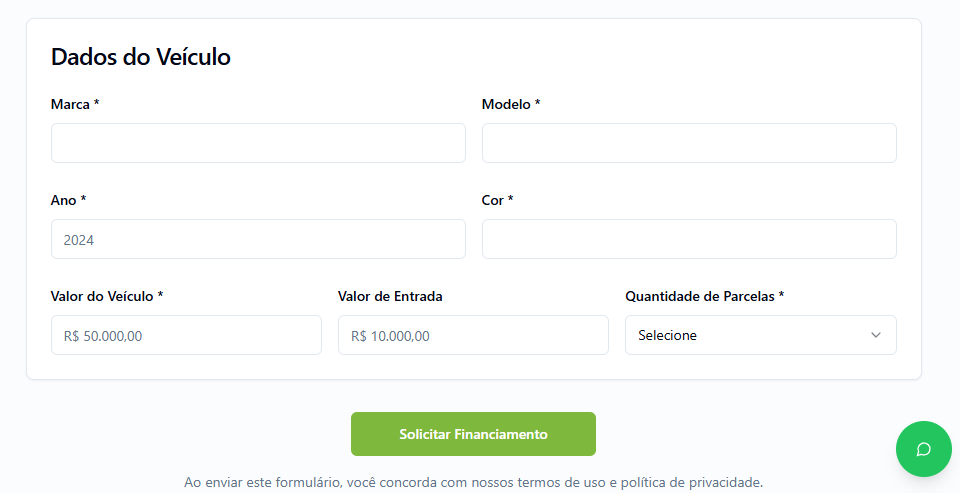 Dados do Veículo
Marca * Modelo *
Ano * Cor *
2024
Valor do Veículo * Valor de Entrada Quantidade de Parcelas *
R$ 50.000,00 R$ 10.000,00 Selecione
Solicitar Financiamento
Ao enviar este formulário, você concorda com nossos termos de uso e política de privacidade.